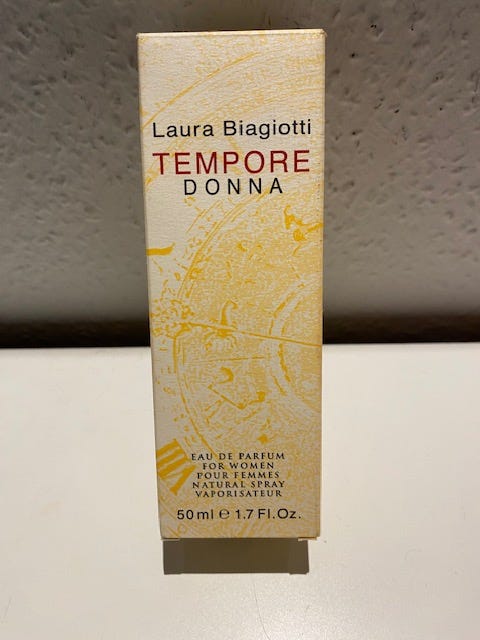 Laura Biagiotti
TEMPORE
DONNA
EAU DE PARFUM
FOR WOMEN
POUR FEMMES
NATURAL SPRAY
VAPORISATEUR
50ml ℮ 1.7 Fl.Oz.